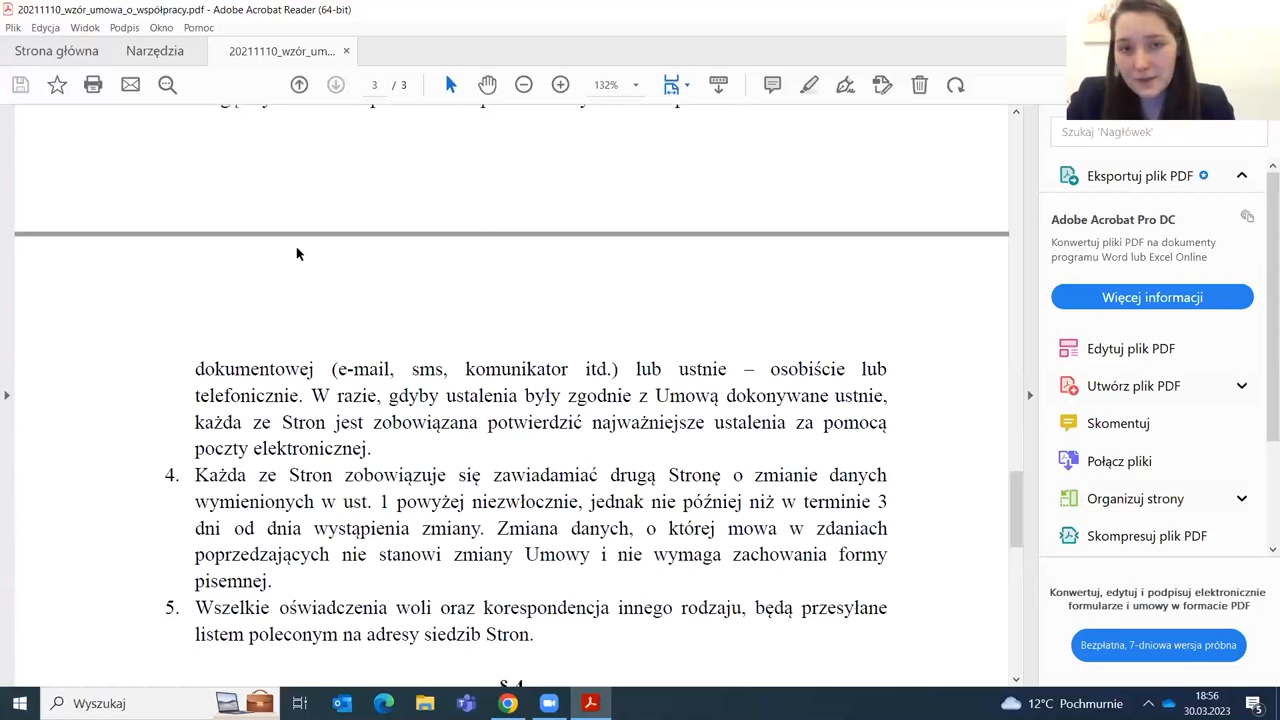 20211110_wzór_umowa_o_współpracy.pdf - Adobe Acrobat Reader (64-bit)
Plik Edycja Widok Podpis Okno Pomoc
Strona główna Narzędzia 20211110_wzór_um... ×
3 / 3 132%
Szukaj 'Nagłówek'
Eksportuj plik PDF
Adobe Acrobat Pro DC
Konwertuj pliki PDF na dokumenty
programu Word lub Excel Online
Więcej informacji
Edytuj plik PDF
Utwórz plik PDF
Skomentuj
Połącz pliki
Organizuj strony
Skompresuj plik PDF
Konwertuj, edytuj i podpisuj elektronicznie
formularze i umowy w formacie PDF
Bezpłatna, 7-dniowa wersja próbna
dokumentowej (e-mail, sms, komunikator itd.) lub ustnie – osobiście lub
telefonicznie. W razie, gdyby ustalenia były zgodnie z Umową dokonywane ustnie,
każda ze Stron jest zobowiązana potwierdzić najważniejsze ustalenia za pomocą
poczty elektronicznej.
4. Każda ze Stron zobowiązuje się zawiadamiać drugą Stronę o zmianie danych
wymienionych w ust. 1 powyżej niezwłocznie, jednak nie później niż w terminie 3
dni od dnia wystąpienia zmiany. Zmiana danych, o której mowa w zdaniach
poprzedzających nie stanowi zmiany Umowy i nie wymaga zachowania formy
pisemnej.
5. Wszelkie oświadczenia woli oraz korespondencja innego rodzaju, będą przesyłane
listem poleconym na adresy siedzib Stron.
§ 4
Wyszukaj
12°C Pochmurnie
18:56
30.03.2023
5